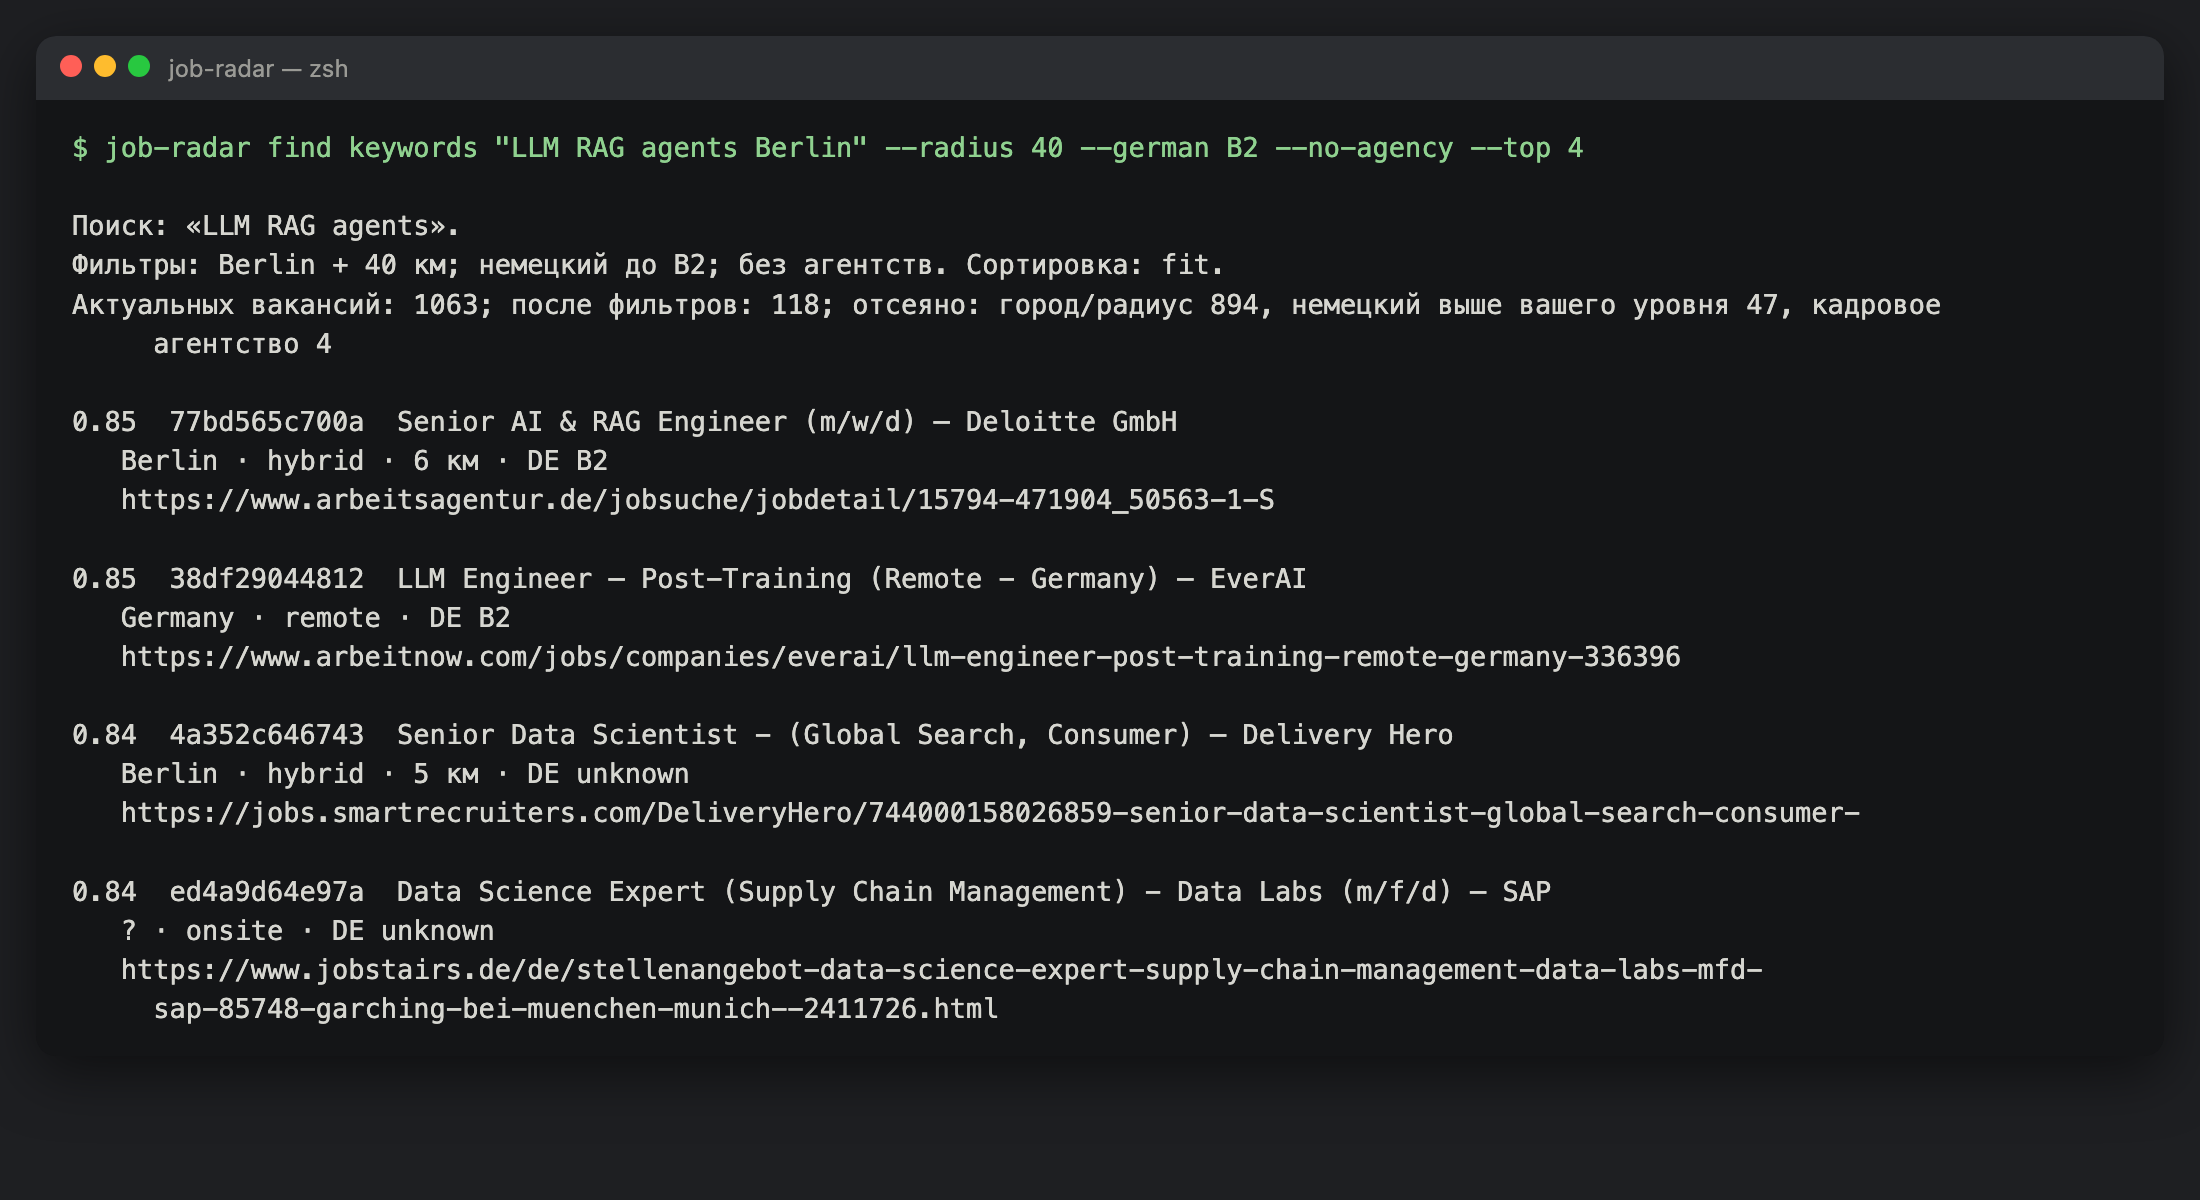 job-radar — zsh
$ job-radar find keywords "LLM RAG agents Berlin" --radius 40 --german B2 --no-agency --top 4
Поиск: «LLM RAG agents».
Фильтры: Berlin + 40 км; немецкий до B2; без агентств. Сортировка: fit.
Актуальных вакансий: 1063; после фильтров: 118; отсеяно: город/радиус 894, немецкий выше вашего уровня 47, кадровое
агентство 4
0.85  77bd565c700a  Senior AI & RAG Engineer (m/w/d) — Deloitte GmbH
Berlin · hybrid · 6 км · DE B2
https://www.arbeitsagentur.de/jobsuche/jobdetail/15794-471904_50563-1-S
0.85  38df29044812  LLM Engineer – Post-Training (Remote - Germany) — EverAI
Germany · remote · DE B2
https://www.arbeitnow.com/jobs/companies/everai/llm-engineer-post-training-remote-germany-336396
0.84  4a352c646743  Senior Data Scientist - (Global Search, Consumer) — Delivery Hero
Berlin · hybrid · 5 км · DE unknown
https://jobs.smartrecruiters.com/DeliveryHero/744000158026859-senior-data-scientist-global-search-consumer-
0.84  ed4a9d64e97a  Data Science Expert (Supply Chain Management) - Data Labs (m/f/d) — SAP
? · onsite · DE unknown
https://www.jobstairs.de/de/stellenangebot-data-science-expert-supply-chain-management-data-labs-mfd-
sap-85748-garching-bei-muenchen-munich--2411726.html